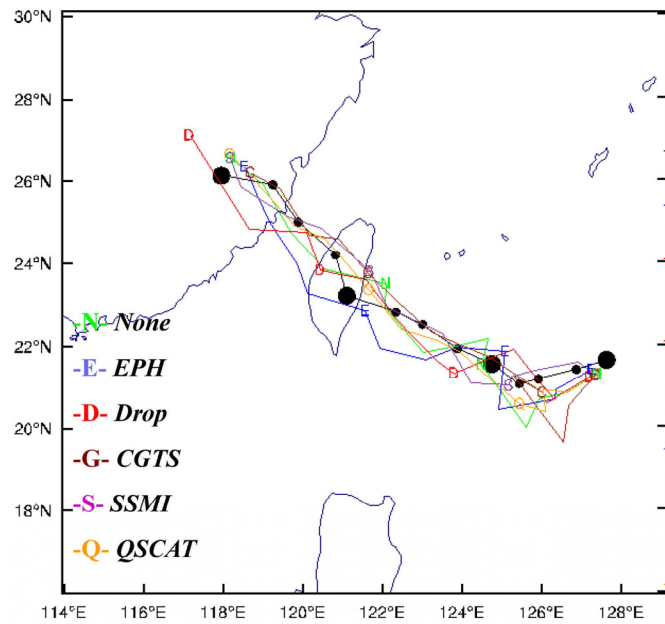 30°N
28°N
26°N
24°N
22°N
20°N
18°N
-N- None
-E- EPH
-D- Drop
-G- CGTS
-S- SSMI
-Q- QSCAT
114°E 116°E 118°E 120°E 122°E 124°E 126°E 128°E
D
E
N
D
Q
E
D
E
S
Q